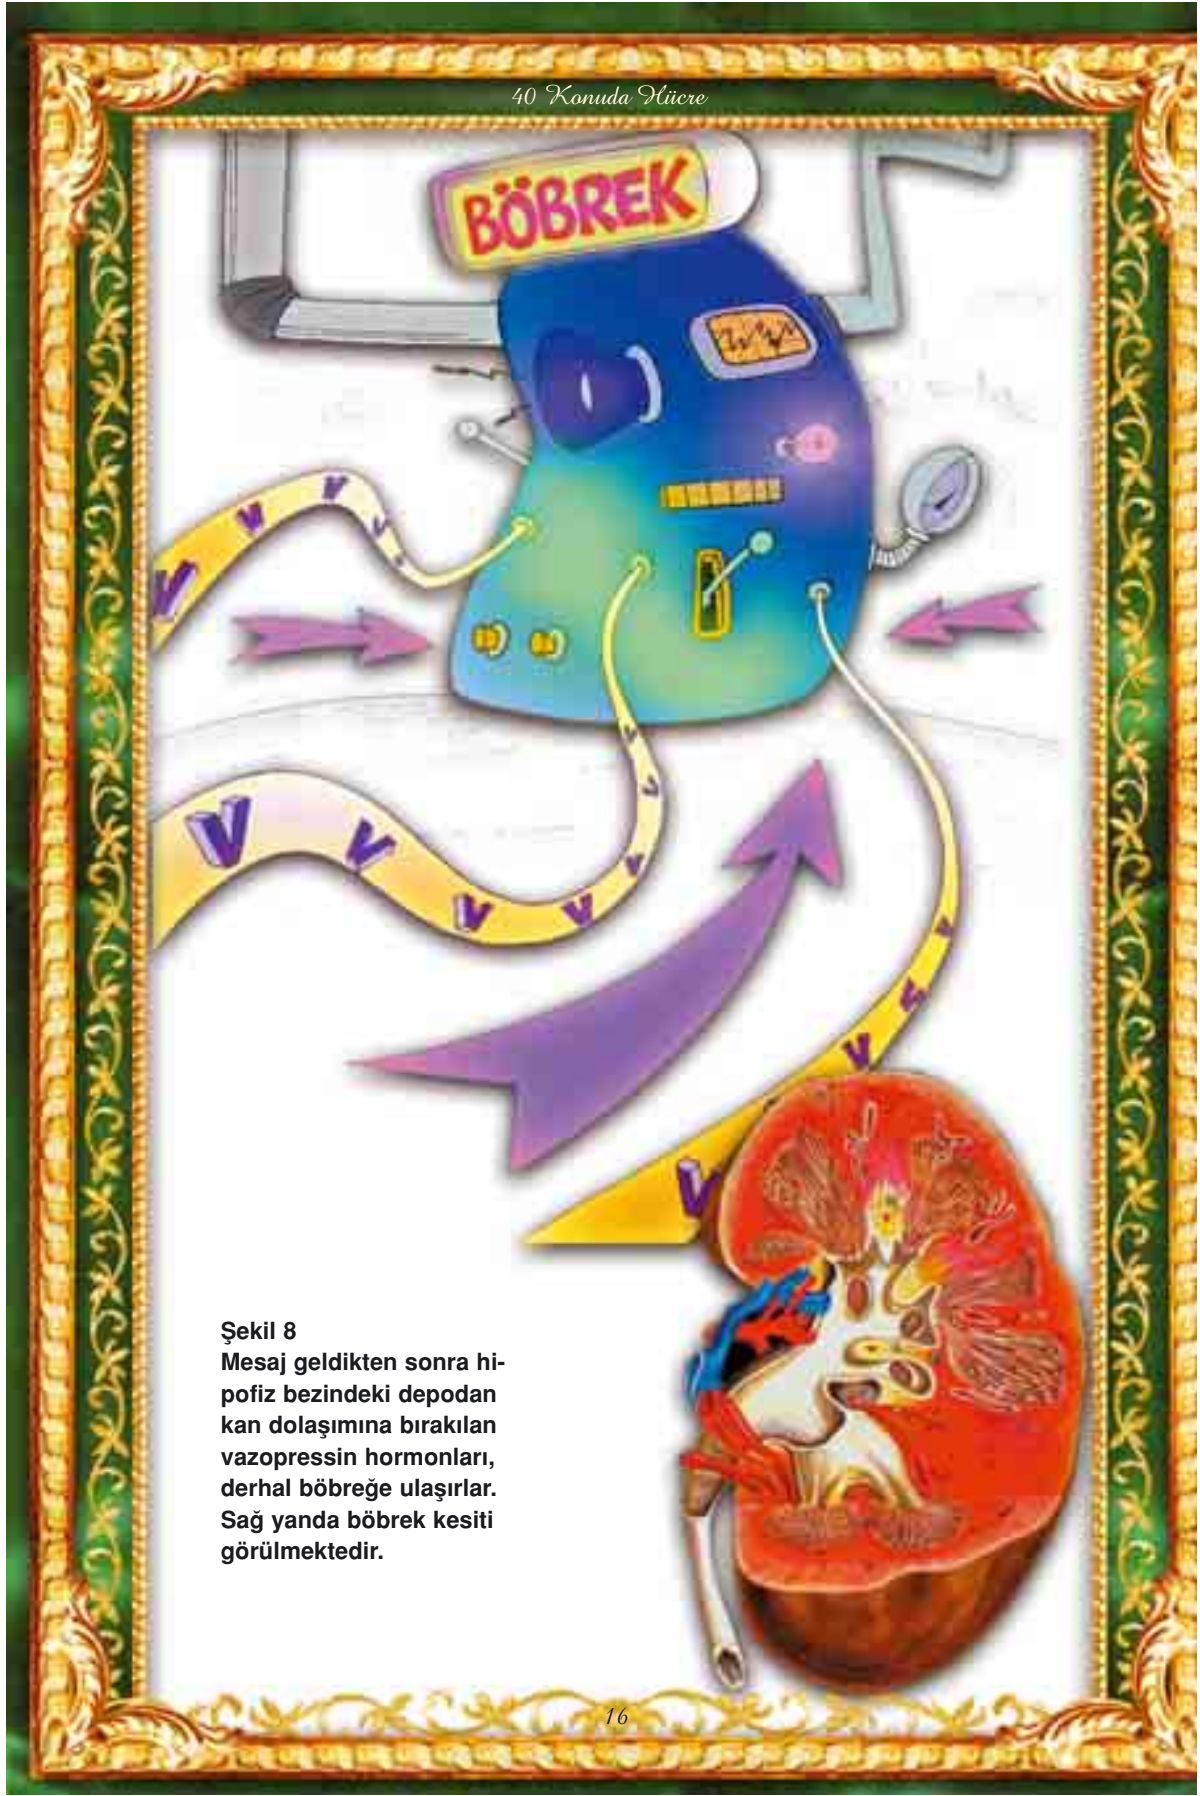 40 Konuda Hücre
BÖBREK
V V V V V
V V V V V V V
V V V V
V
Şekil 8
Mesaj geldikten sonra hi-
pofiz bezindeki depodan
kan dolaşımına bırakılan
vazopressin hormonları,
derhal böbreğe ulaşırlar.
Sağ yanda böbrek kesiti
görülmektedir.
16